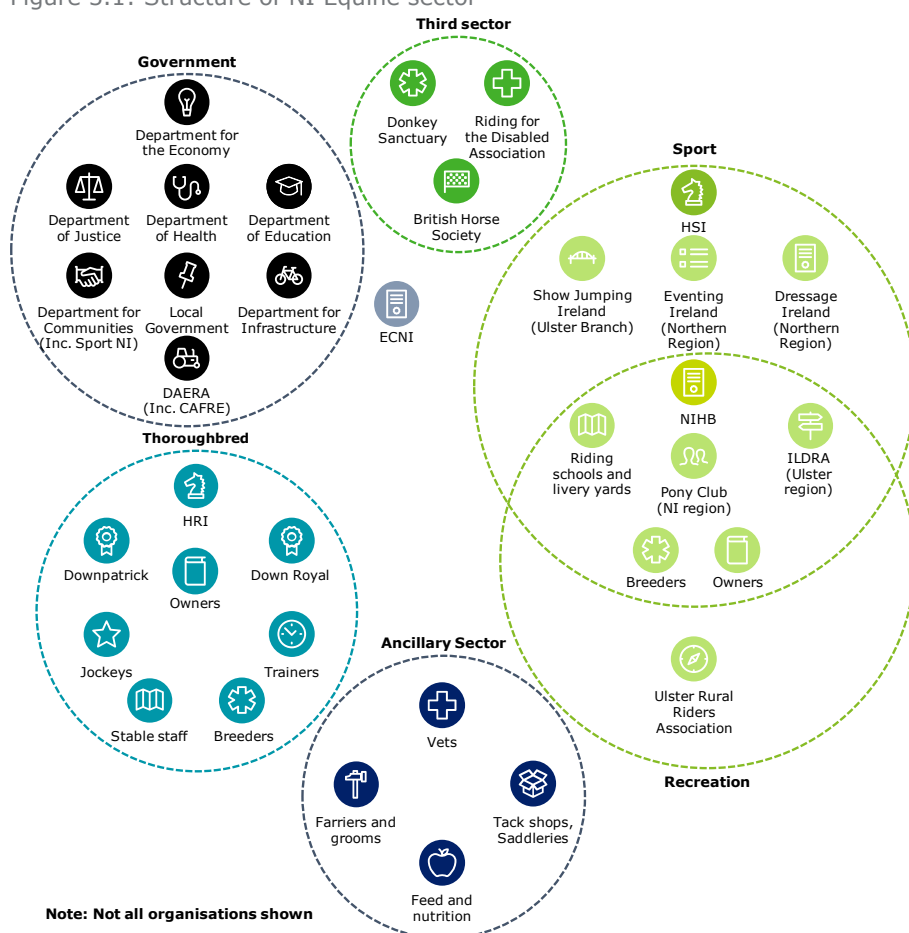 Figure 3.1: Structure of NI Equine sector
Third sector
Donkey
Sanctuary
Riding for
the Disabled
Association
British Horse
Society
Government
Department for
the Economy
Department
of Justice
Department
of Health
Department
of Education
Department for
Communities
(Inc. Sport NI)
Local
Government
Department for
Infrastructure
DAERA
(Inc. CAFRE)
ECNI
Sport
HSI
Show Jumping
Ireland
(Ulster Branch)
Eventing
Ireland
(Northern
Region)
Dressage
Ireland
(Northern
Region)
NIHB
Riding
schools and
livery yards
Pony Club
(NI region)
ILDRA
(Ulster
region)
Breeders
Owners
Ulster Rural
Riders
Association
Recreation
Thoroughbred
HRI
Downpatrick
Owners
Down Royal
Jockeys
Trainers
Stable staff
Breeders
Ancillary Sector
Vets
Farriers and
grooms
Tack shops,
Saddleries
Feed and
nutrition
Note: Not all organisations shown